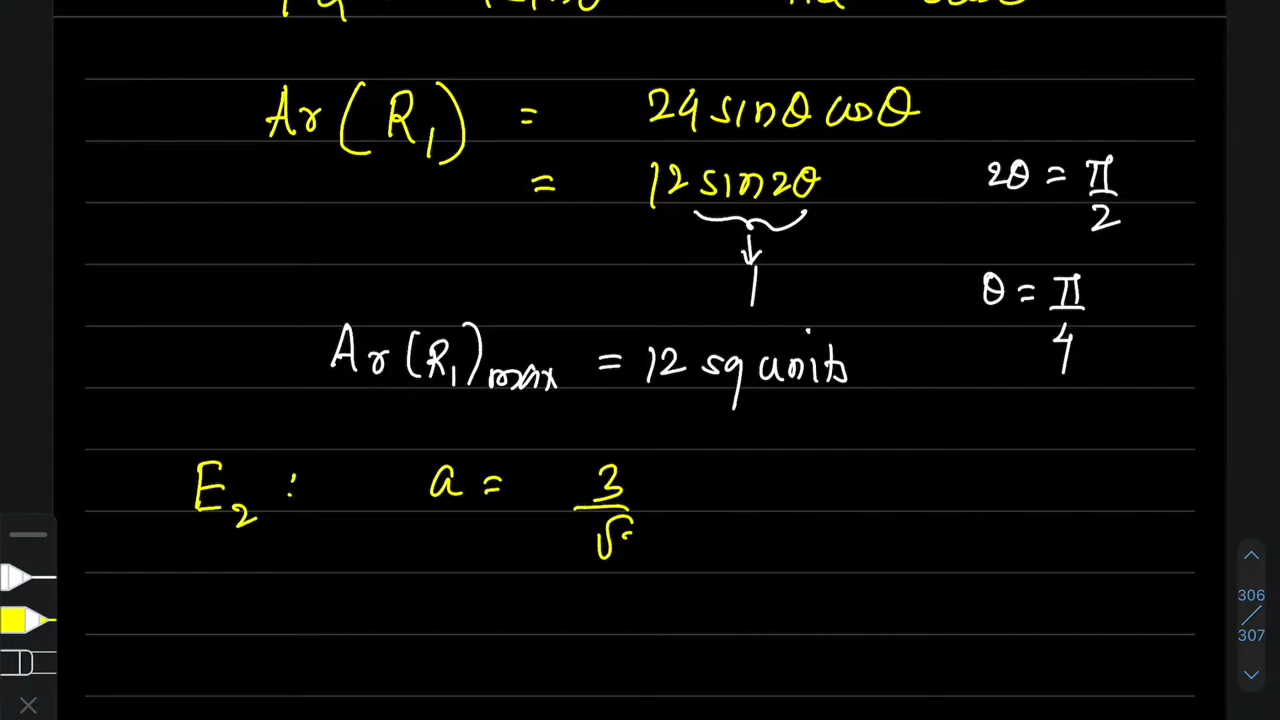 Ar(R₁) = 24 sinθ cosθ
= 12 sin2θ
2θ = π/2
↓
1
θ = π/4
Ar(R₁)max = 12 sq units
E₂ : a = 3/√
306/307